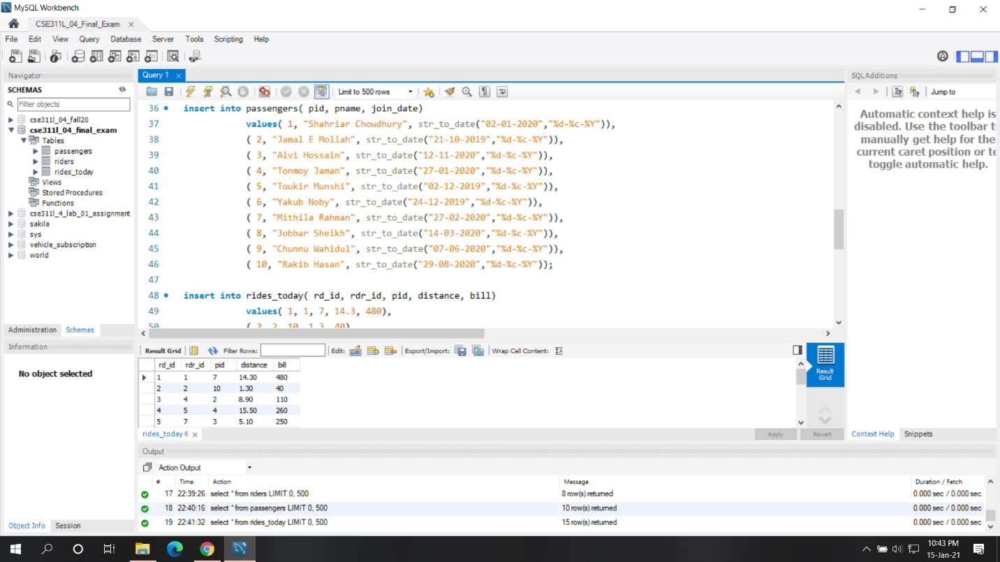 MySQL Workbench
CSE311L_04_Final_Exam ×
File Edit View Query Database Server Tools Scripting Help
Navigator
SCHEMAS
Filter objects
cse311l_04_fall20
cse311l_04_final_exam
Tables
passengers
riders
rides_today
Views
Stored Procedures
Functions
cse311l_4_lab_01_assignment
sakila
sys
vehicle_subscription
world
Administration Schemas
Information
No object selected
Object Info Session
Query 1 ×
Limit to 500 rows
36 insert into passengers( pid, pname, join_date)
37 values( 1, "Shahriar Chowdhury", str_to_date("02-01-2020","%d-%c-%Y")),
38 ( 2, "Jamal E Mollah", str_to_date("21-10-2019","%d-%c-%Y")),
39 ( 3, "Alvi Hossain", str_to_date("12-11-2020","%d-%c-%Y")),
40 ( 4, "Tonmoy Jaman", str_to_date("27-01-2020","%d-%c-%Y")),
41 ( 5, "Toukir Munshi", str_to_date("02-12-2019","%d-%c-%Y")),
42 ( 6, "Yakub Noby", str_to_date("24-12-2019","%d-%c-%Y")),
43 ( 7, "Mithila Rahman", str_to_date("27-02-2020","%d-%c-%Y")),
44 ( 8, "Jobbar Sheikh", str_to_date("14-03-2020","%d-%c-%Y")),
45 ( 9, "Chunnu Wahidul", str_to_date("07-06-2020","%d-%c-%Y")),
46 ( 10, "Rakib Hasan", str_to_date("29-08-2020","%d-%c-%Y"));
47
48 insert into rides_today( rd_id, rdr_id, pid, distance, bill)
49 values( 1, 1, 7, 14.3, 480),
50 ( 2, 2, 10, 1.3, 40)
Result Grid Filter Rows: Edit: Export/Import: Wrap Cell Content:
rd_id rdr_id pid distance bill
1 1 7 14.30 480
2 2 10 1.30 40
3 4 2 8.90 110
4 5 4 15.50 260
5 7 3 5.10 250
Result
Grid
rides_today 6 × Apply Revert
SQLAdditions
Jump to
Automatic context help is
disabled. Use the toolbar t
manually get help for the
current caret position or to
toggle automatic help.
Context Help Snippets
Output
Action Output
# Time Action Message Duration / Fetch
17 22:39:26 select * from riders LIMIT 0, 500 8 row(s) returned 0.000 sec / 0.000 sec
18 22:40:16 select * from passengers LIMIT 0, 500 10 row(s) returned 0.000 sec / 0.000 sec
19 22:41:32 select * from rides_today LIMIT 0, 500 15 row(s) returned 0.000 sec / 0.000 sec
10:43 PM
15-Jan-21